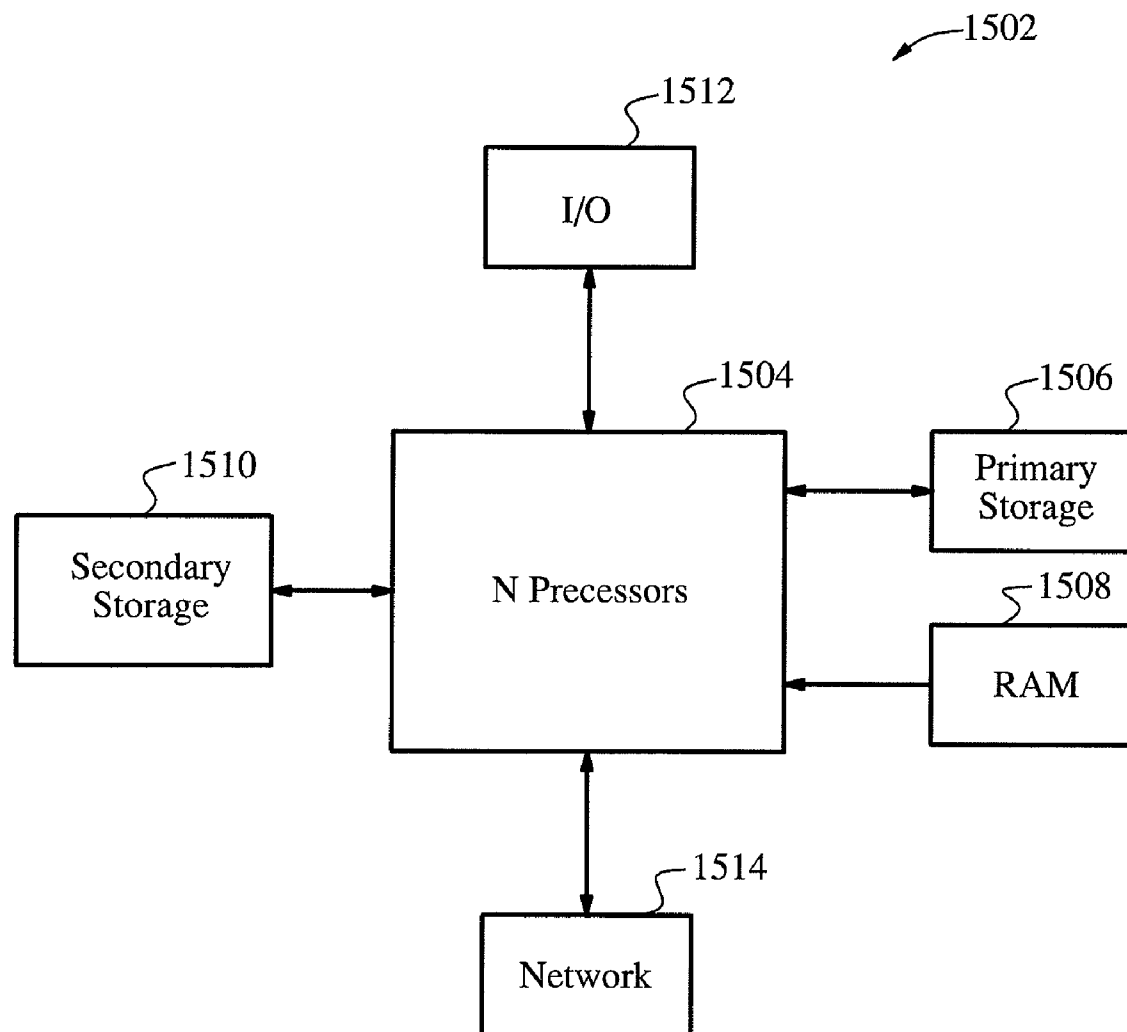 1502
1512
I/O
1504
1506
Primary
Storage
1510
Secondary
Storage
N Precessors
1508
RAM
1514
Network